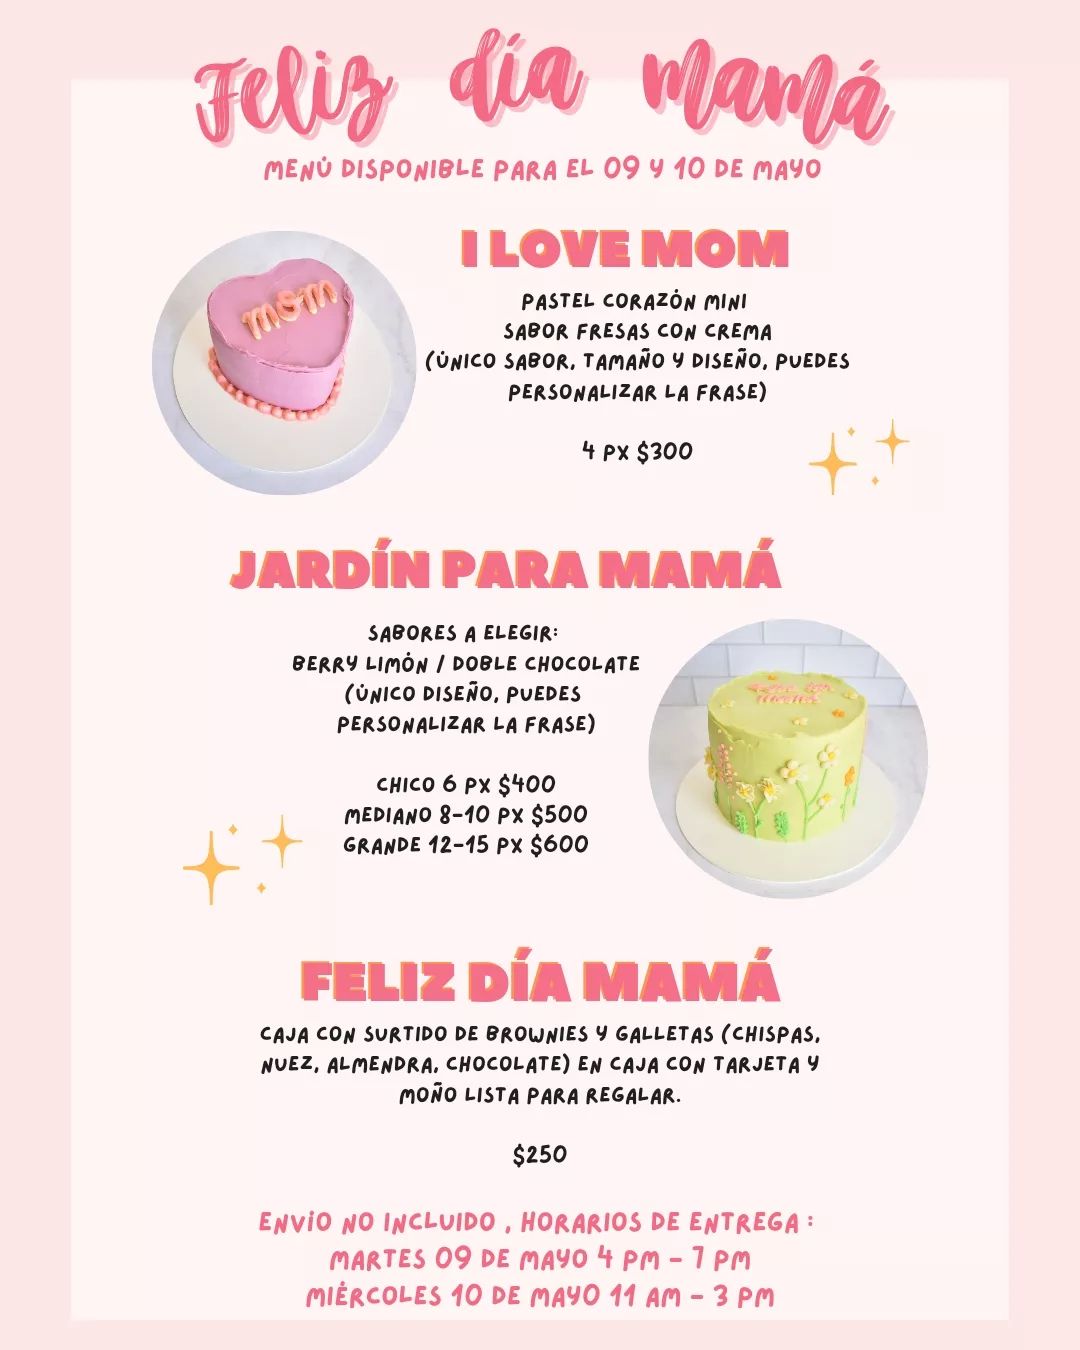 Feliz día mamá
MENÚ DISPONIBLE PARA EL 09 Y 10 DE MAYO
I LOVE MOM
mom
PASTEL CORAZÓN MINI
SABOR FRESAS CON CREMA
(ÚNICO SABOR, TAMAÑO Y DISEÑO, PUEDES
PERSONALIZAR LA FRASE)
4 PX $300
JARDÍN PARA MAMÁ
SABORES A ELEGIR:
BERRY LIMÓN / DOBLE CHOCOLATE
(ÚNICO DISEÑO, PUEDES
PERSONALIZAR LA FRASE)
CHICO 6 PX $400
MEDIANO 8-10 PX $500
GRANDE 12-15 PX $600
FELIZ DÍA MAMÁ
CAJA CON SURTIDO DE BROWNIES Y GALLETAS (CHISPAS,
NUEZ, ALMENDRA, CHOCOLATE) EN CAJA CON TARJETA Y
MOÑO LISTA PARA REGALAR.
$250
ENVÍO NO INCLUIDO , HORARIOS DE ENTREGA :
MARTES 09 DE MAYO 4 PM - 7 PM
MIÉRCOLES 10 DE MAYO 11 AM - 3 PM